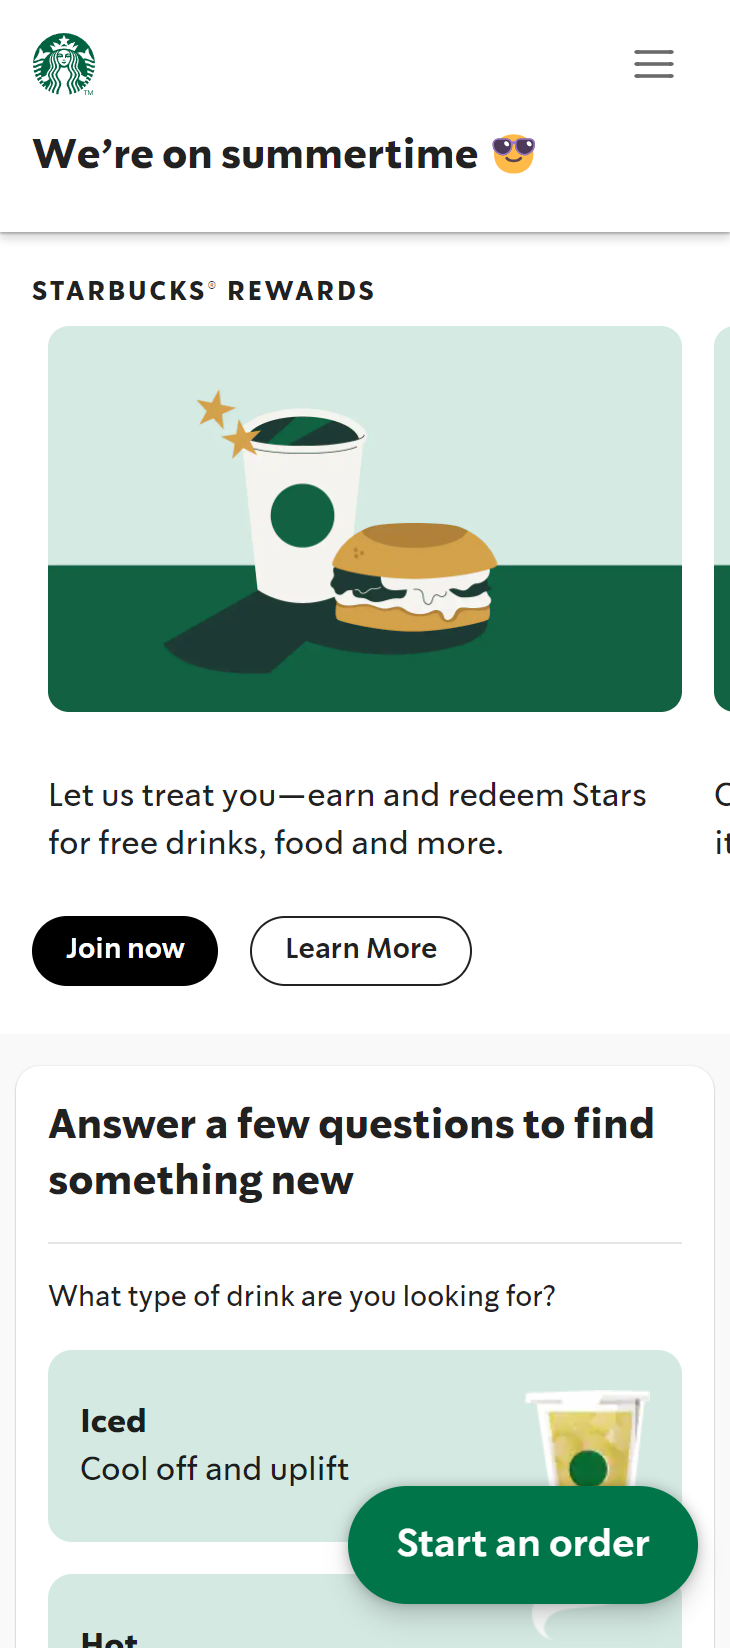 TM
We’re on summertime 😎
STARBUCKS® REWARDS
Let us treat you—earn and redeem Stars
for free drinks, food and more.
C
it
Join now
Learn More
Answer a few questions to find
something new
What type of drink are you looking for?
Iced
Cool off and uplift
Start an order
Hot